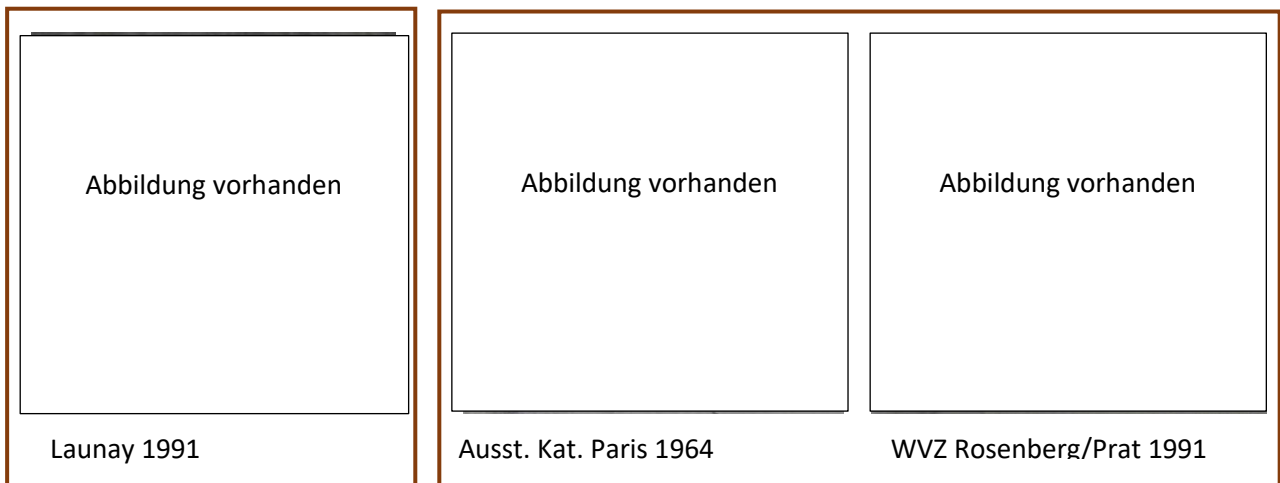 Abbildung vorhanden
Abbildung vorhanden
Abbildung vorhanden
Launay 1991
Ausst. Kat. Paris 1964
WVZ Rosenberg/Prat 1991